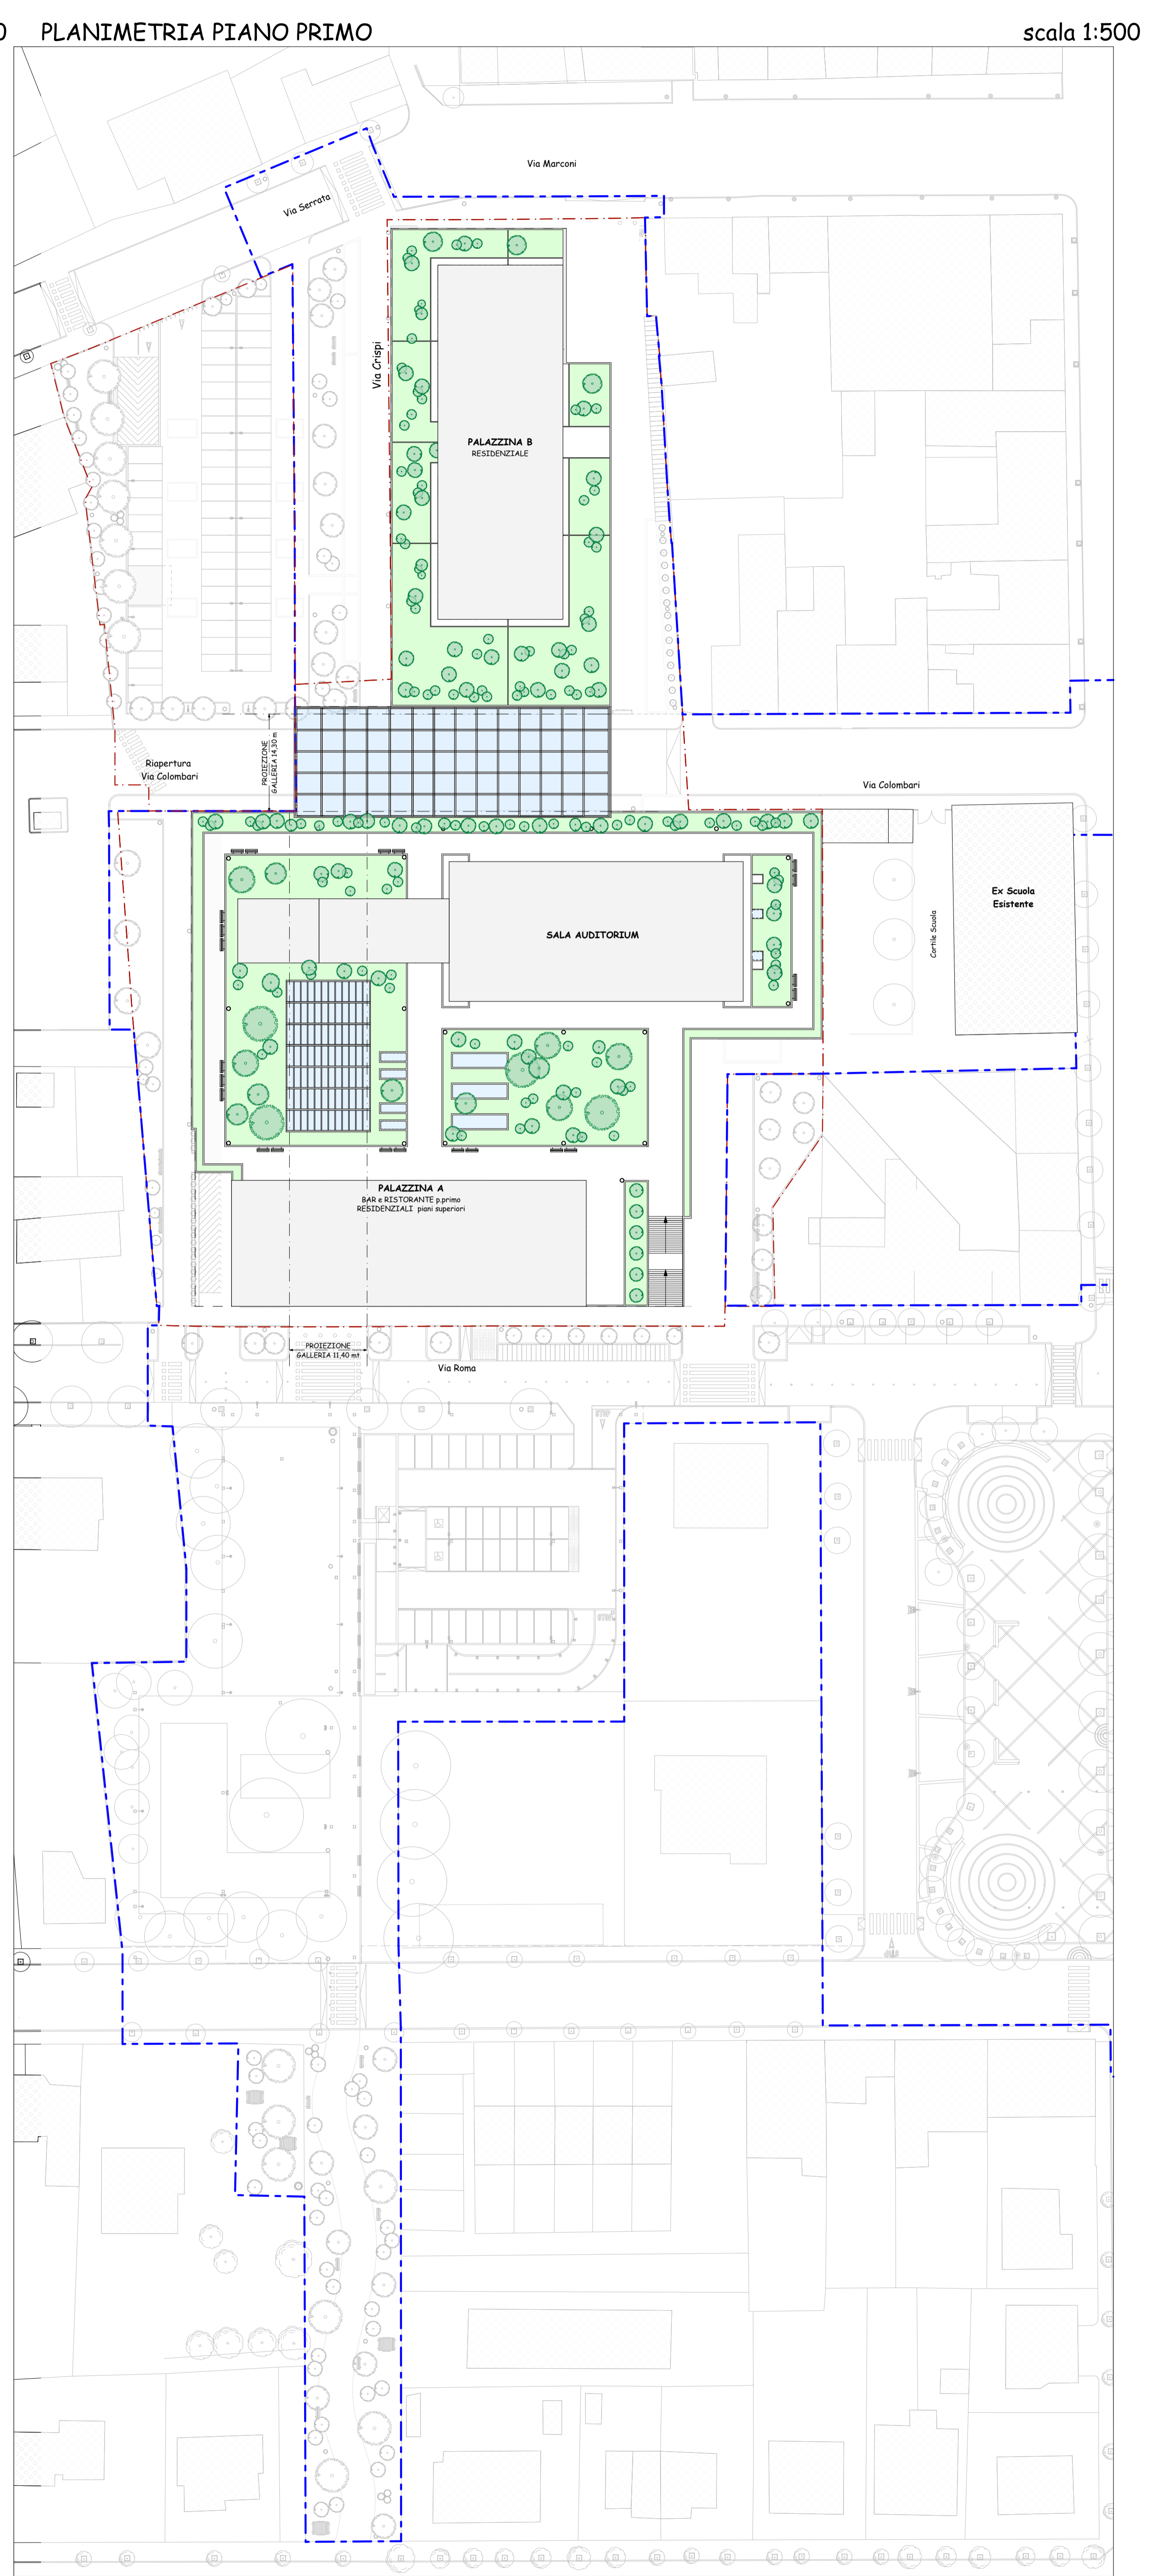 0 PLANIMETRIA PIANO PRIMO
scala 1:500
Via Marconi
Via Serrata
Via Crispi
PALAZZINA B
RESIDENZIALE
PROIEZIONE
GALLERIA 14,30 m
Riapertura
Via Colombari
Via Colombari
Ex Scuola
Esistente
Cortile Scuola
SALA AUDITORIUM
PALAZZINA A
BAR e RISTORANTE p.primo
RESIDENZIALI piani superiori
PROIEZIONE
GALLERIA 11,40 mt.
Via Roma